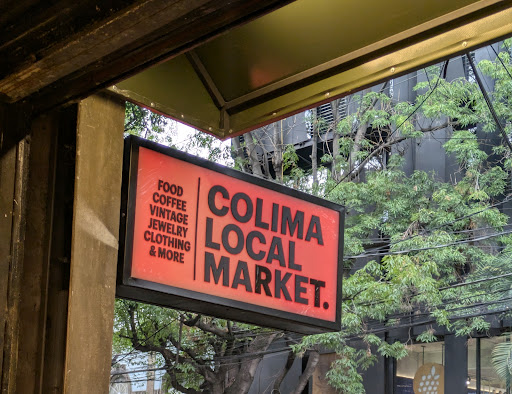 FOOD
COFFEE
VINTAGE
JEWELRY
CLOTHING
& MORE
COLIMA
LOCAL
MARKET.